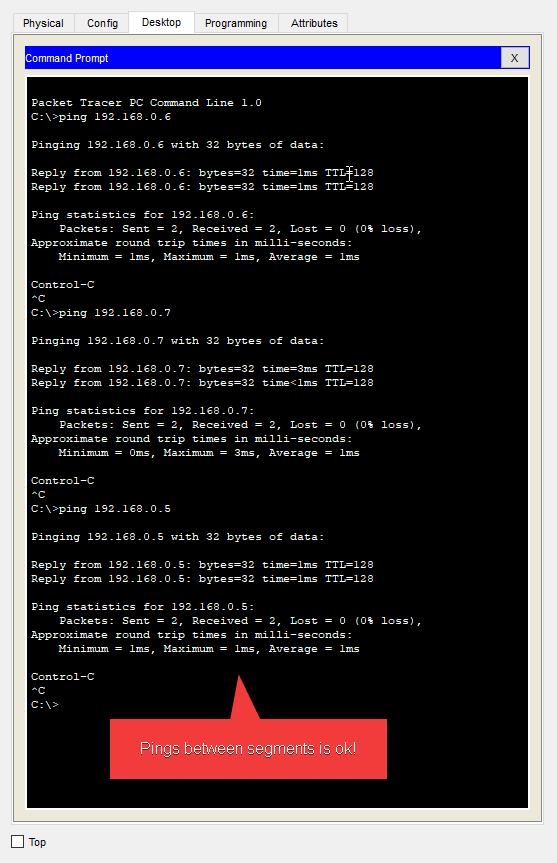 Physical Config Desktop Programming Attributes
Command Prompt X
Packet Tracer PC Command Line 1.0
C:\>ping 192.168.0.6
Pinging 192.168.0.6 with 32 bytes of data:
Reply from 192.168.0.6: bytes=32 time=1ms TTL=128
Reply from 192.168.0.6: bytes=32 time=1ms TTL=128
Ping statistics for 192.168.0.6:
Packets: Sent = 2, Received = 2, Lost = 0 (0% loss),
Approximate round trip times in milli-seconds:
Minimum = 1ms, Maximum = 1ms, Average = 1ms
Control-C
^C
C:\>ping 192.168.0.7
Pinging 192.168.0.7 with 32 bytes of data:
Reply from 192.168.0.7: bytes=32 time=3ms TTL=128
Reply from 192.168.0.7: bytes=32 time<1ms TTL=128
Ping statistics for 192.168.0.7:
Packets: Sent = 2, Received = 2, Lost = 0 (0% loss),
Approximate round trip times in milli-seconds:
Minimum = 0ms, Maximum = 3ms, Average = 1ms
Control-C
^C
C:\>ping 192.168.0.5
Pinging 192.168.0.5 with 32 bytes of data:
Reply from 192.168.0.5: bytes=32 time=1ms TTL=128
Reply from 192.168.0.5: bytes=32 time=1ms TTL=128
Ping statistics for 192.168.0.5:
Packets: Sent = 2, Received = 2, Lost = 0 (0% loss),
Approximate round trip times in milli-seconds:
Minimum = 1ms, Maximum = 1ms, Average = 1ms
Control-C
^C
C:\>
Pings between segments is ok!
Top